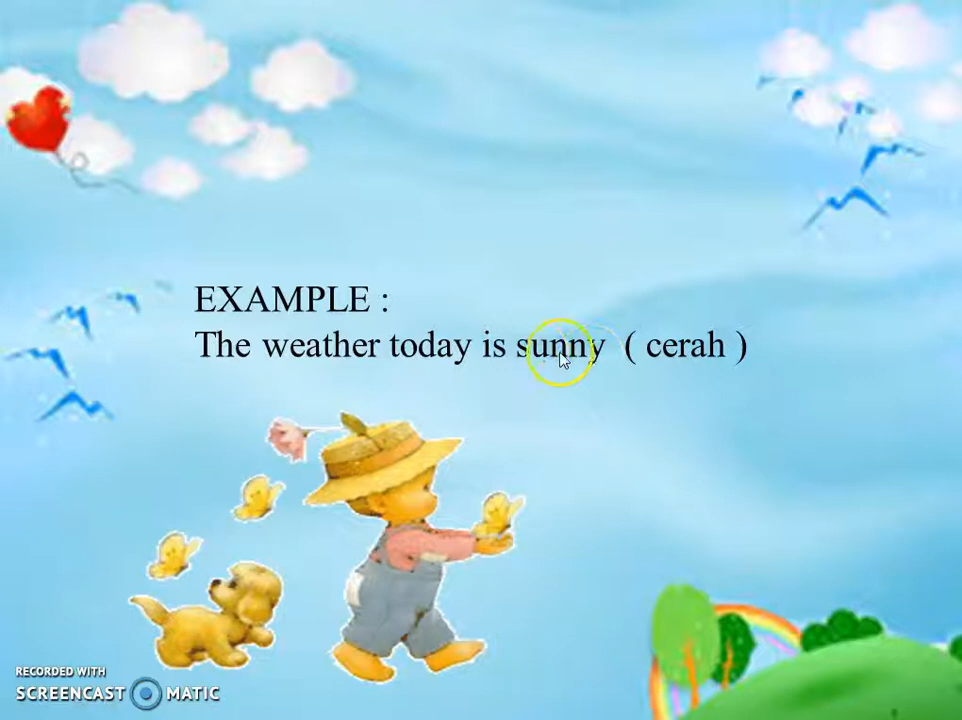 EXAMPLE :
The weather today is sunny ( cerah )
RECORDED WITH
SCREENCAST MATIC